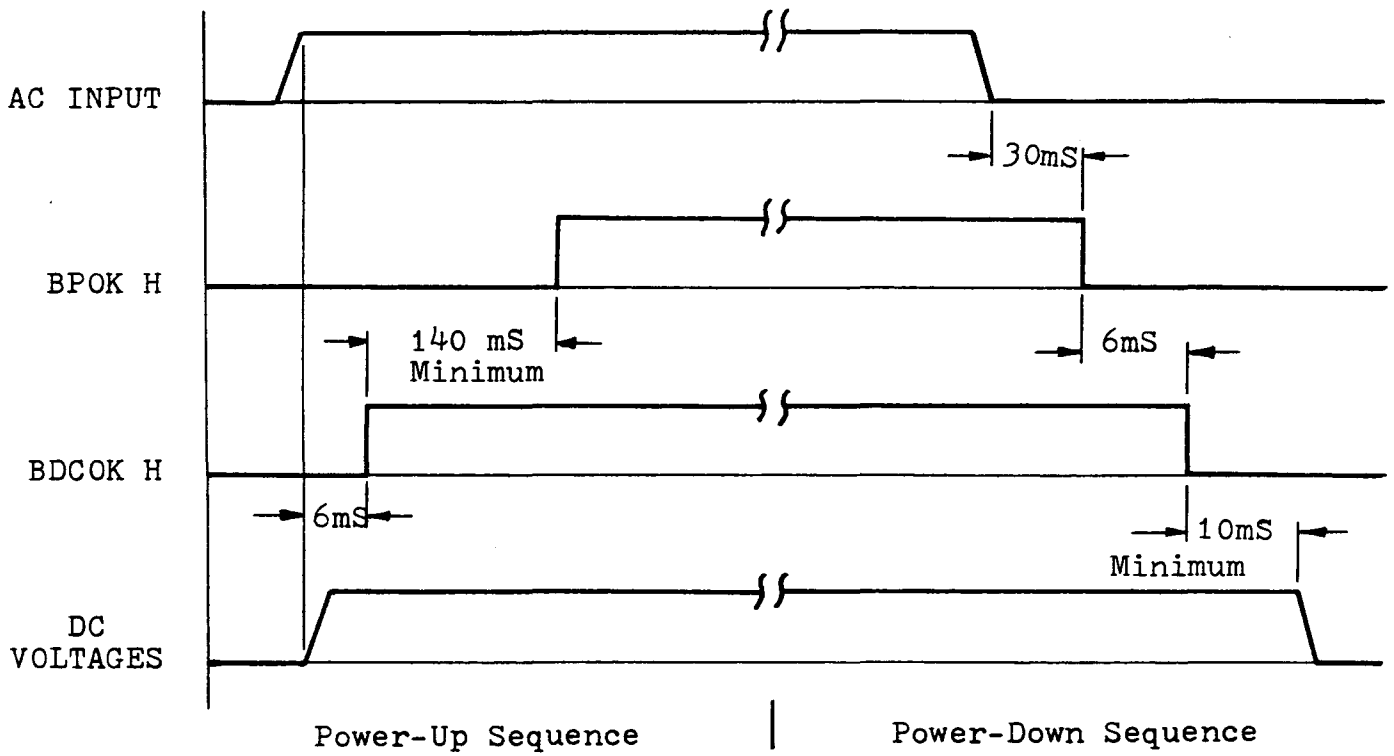 AC INPUT
30mS
BPOK H
140 mS
Minimum
6mS
BDCOK H
6mS
10mS
Minimum
DC
VOLTAGES
Power-Up Sequence
Power-Down Sequence